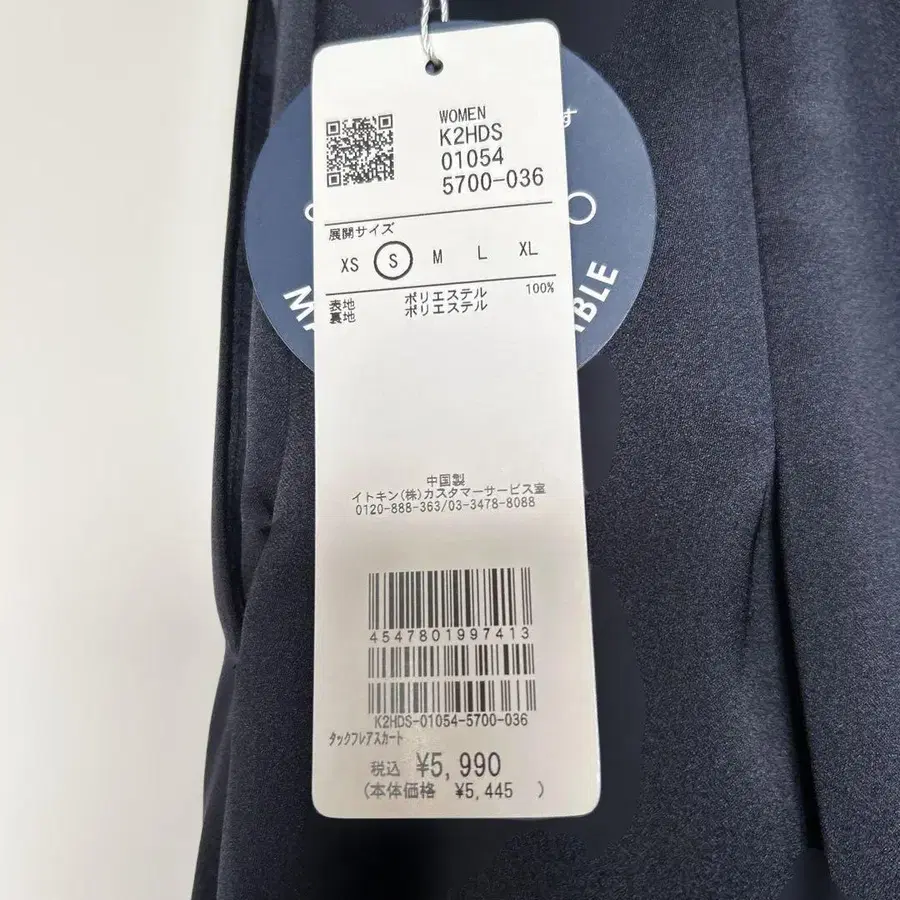 WOMEN
K2HDS
01054
5700-036
展開サイズ
XS S M L XL
表地 ポリエステル 100%
裏地 ポリエステル
中国製
イトキン(株)カスタマーサービス室
0120-888-363/03-3478-8088
4547801997413
K2HDS-01054-5700-036
タックフレアスカート
税込 ¥5,990
(本体価格 ¥5,445 )
す